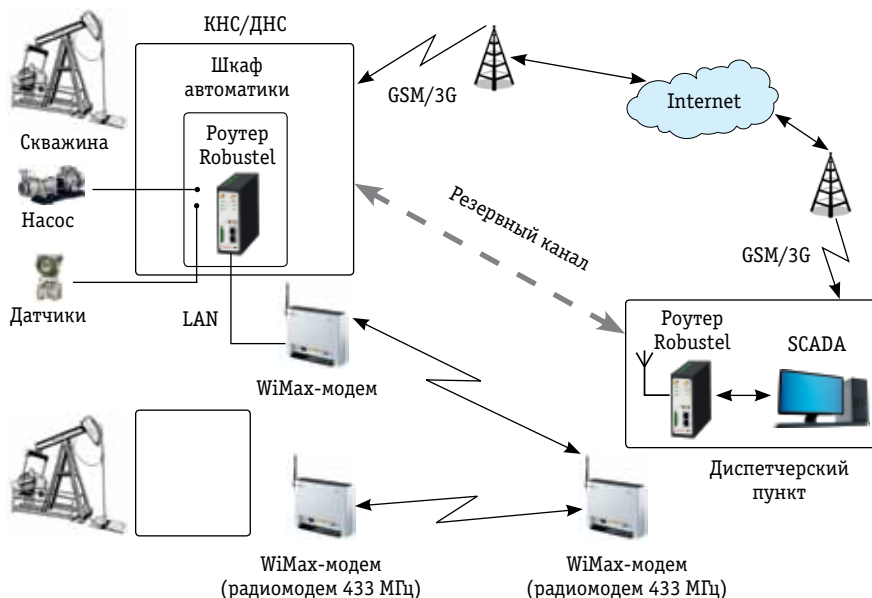 КНС/ДНС
Шкаф
автоматики
Роутер
Robustel
Скважина
Насос
Датчики
LAN
WiMax-модем
GSM/3G
Internet
GSM/3G
Резервный канал
Роутер
Robustel
SCADA
Диспетчерский
пункт
WiMax-модем
(радиомодем 433 МГц)
WiMax-модем
(радиомодем 433 МГц)